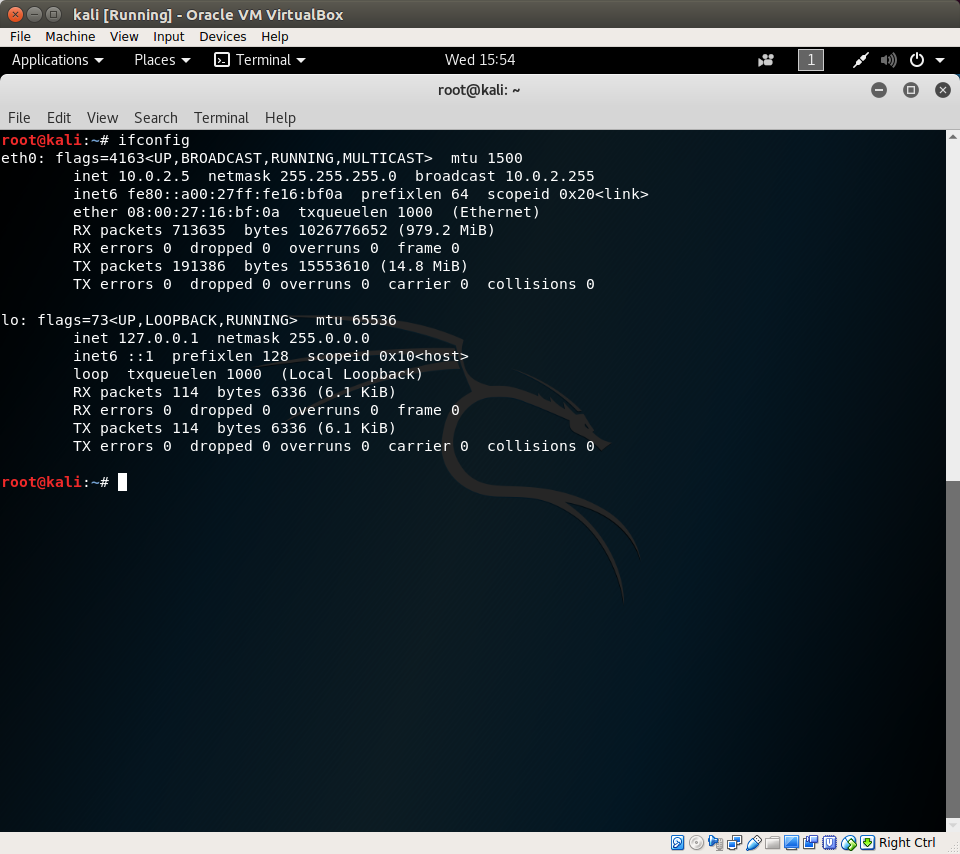 kali [Running] - Oracle VM VirtualBox
File Machine View Input Devices Help
Applications Places Terminal Wed 15:54 1
root@kali: ~
File Edit View Search Terminal Help
root@kali:~# ifconfig
eth0: flags=4163<UP,BROADCAST,RUNNING,MULTICAST>  mtu 1500
        inet 10.0.2.5  netmask 255.255.255.0  broadcast 10.0.2.255
        inet6 fe80::a00:27ff:fe16:bf0a  prefixlen 64  scopeid 0x20<link>
        ether 08:00:27:16:bf:0a  txqueuelen 1000  (Ethernet)
        RX packets 713635  bytes 1026776652 (979.2 MiB)
        RX errors 0  dropped 0  overruns 0  frame 0
        TX packets 191386  bytes 15553610 (14.8 MiB)
        TX errors 0  dropped 0 overruns 0  carrier 0  collisions 0
lo: flags=73<UP,LOOPBACK,RUNNING>  mtu 65536
        inet 127.0.0.1  netmask 255.0.0.0
        inet6 ::1  prefixlen 128  scopeid 0x10<host>
        loop  txqueuelen 1000  (Local Loopback)
        RX packets 114  bytes 6336 (6.1 KiB)
        RX errors 0  dropped 0  overruns 0  frame 0
        TX packets 114  bytes 6336 (6.1 KiB)
        TX errors 0  dropped 0 overruns 0  carrier 0  collisions 0
root@kali:~#
Right Ctrl